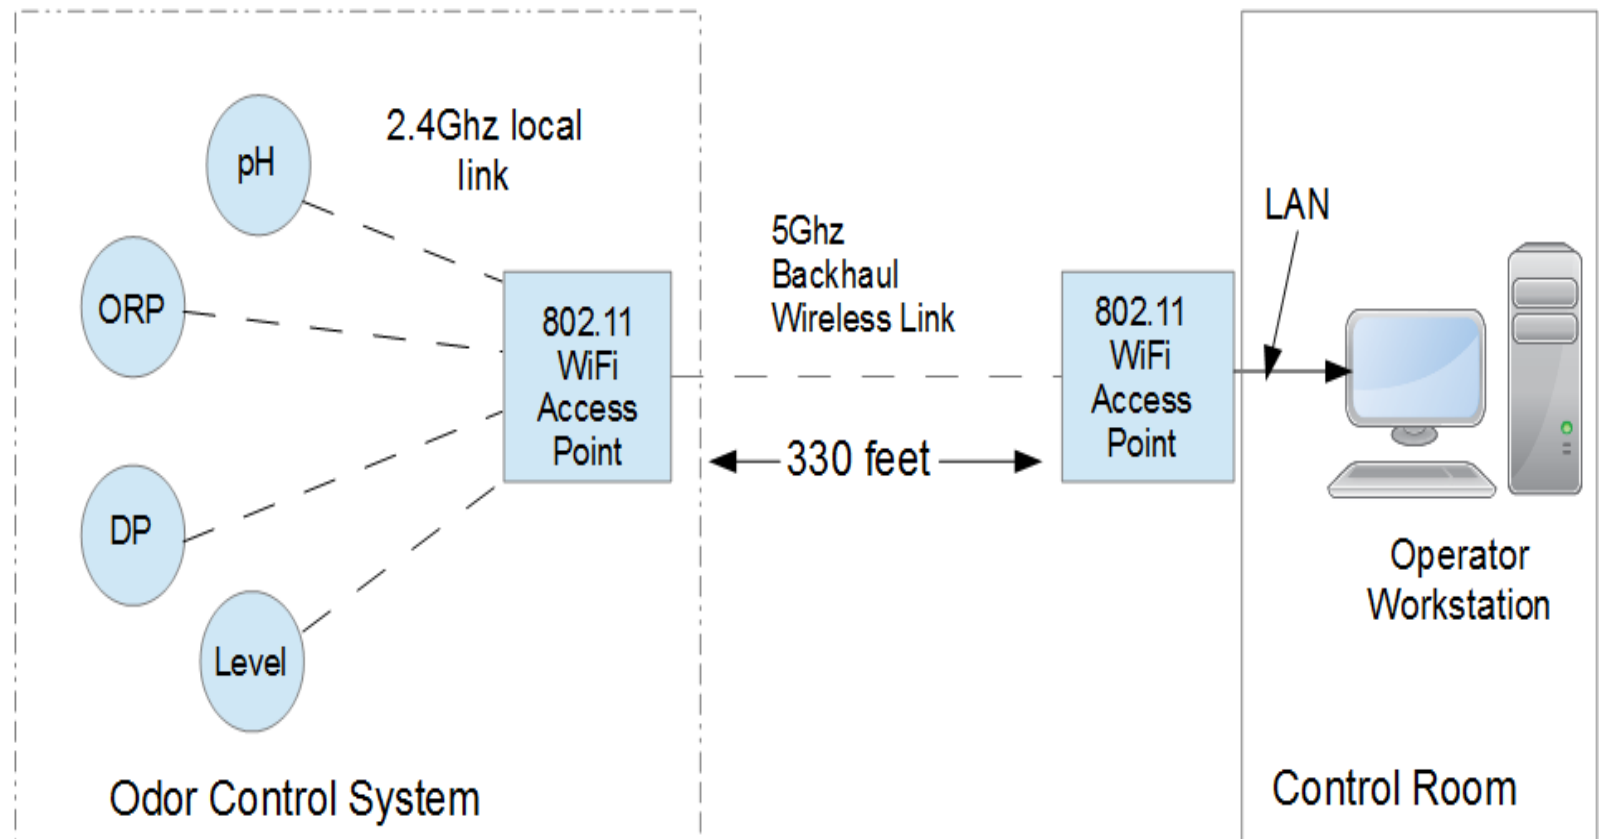 pH
2.4Ghz local
link
ORP
DP
Level
802.11
WiFi
Access
Point
Odor Control System
5Ghz
Backhaul
Wireless Link
330 feet
802.11
WiFi
Access
Point
LAN
Operator
Workstation
Control Room